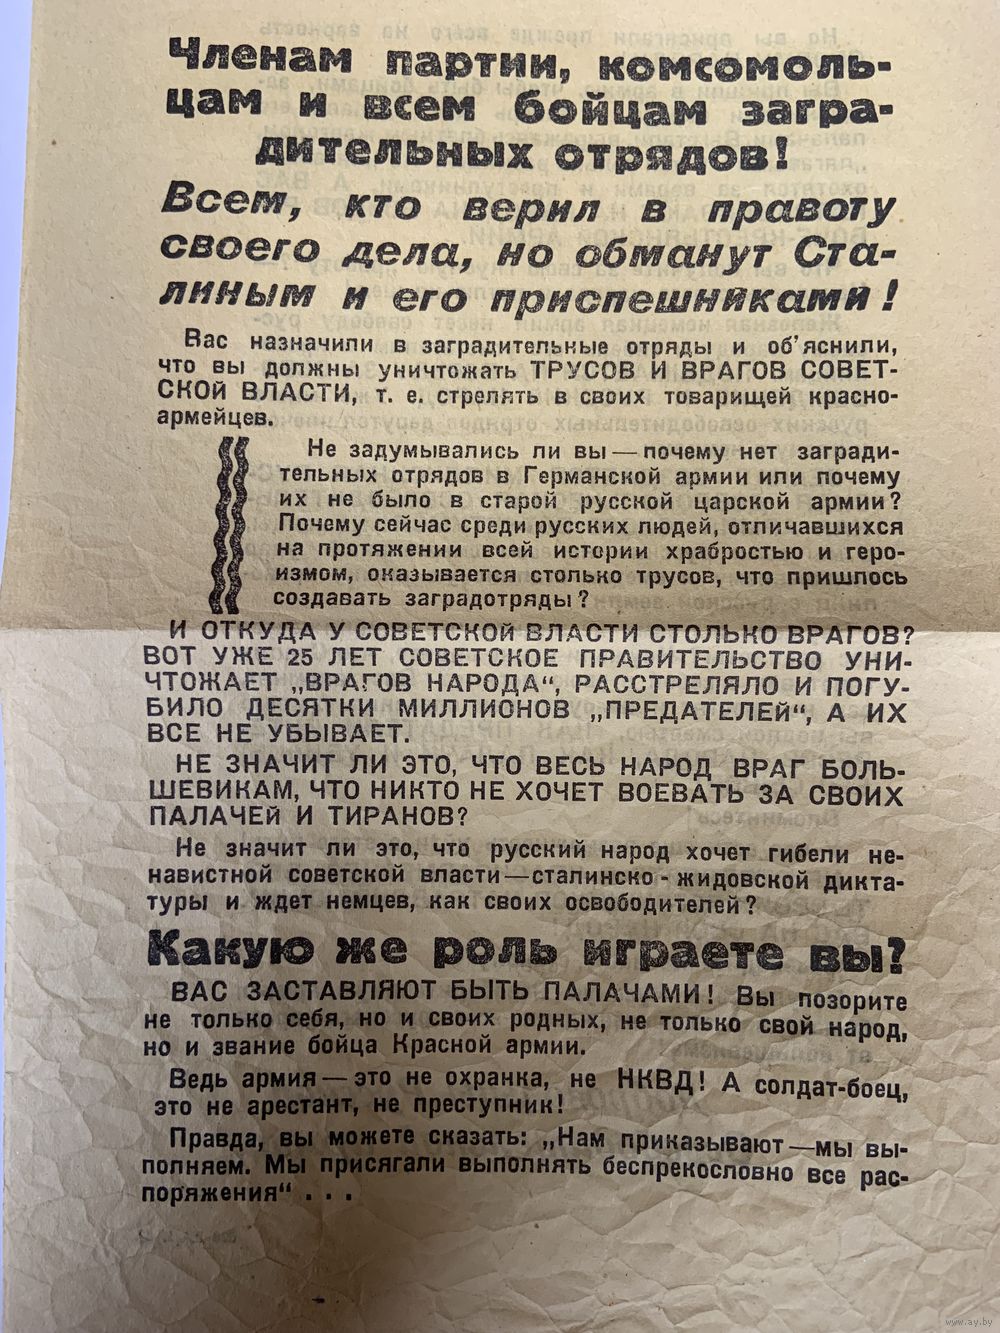 Членам партии, комсомоль-
цам и всем бойцам загра-
дительных отрядов!
Всем, кто верил в правоту
своего дела, но обманут Ста-
линым и его приспешниками!
Вас назначили в заградительные отряды и об'яснили,
что вы должны уничтожать ТРУСОВ И ВРАГОВ СОВЕТ-
СКОЙ ВЛАСТИ, т. е. стрелять в своих товарищей красно-
армейцев.
Не задумывались ли вы — почему нет загради-
тельных отрядов в Германской армии или почему
их не было в старой русской царской армии?
Почему сейчас среди русских людей, отличавшихся
на протяжении всей истории храбростью и геро-
измом, оказывается столько трусов, что пришлось
создавать заградотряды?
И ОТКУДА У СОВЕТСКОЙ ВЛАСТИ СТОЛЬКО ВРАГОВ?
ВОТ УЖЕ 25 ЛЕТ СОВЕТСКОЕ ПРАВИТЕЛЬСТВО УНИ-
ЧТОЖАЕТ „ВРАГОВ НАРОДА“, РАССТРЕЛЯЛО И ПОГУ-
БИЛО ДЕСЯТКИ МИЛЛИОНОВ „ПРЕДАТЕЛЕЙ“, А ИХ
ВСЕ НЕ УБЫВАЕТ.
НЕ ЗНАЧИТ ЛИ ЭТО, ЧТО ВЕСЬ НАРОД ВРАГ БОЛЬ-
ШЕВИКАМ, ЧТО НИКТО НЕ ХОЧЕТ ВОЕВАТЬ ЗА СВОИХ
ПАЛАЧЕЙ И ТИРАНОВ?
Не значит ли это, что русский народ хочет гибели не-
навистной советской власти—сталинско - жидовской дикта-
туры и ждет немцев, как своих освободителей?
Какую же роль играете вы?
ВАС ЗАСТАВЛЯЮТ БЫТЬ ПАЛАЧАМИ! Вы позорите
не только себя, но и своих родных, не только свой народ,
но и звание бойца Красной армии.
Ведь армия — это не охранка, не НКВД! А солдат-боец,
это не арестант, не преступник!
Правда, вы можете сказать: „Нам приказывают—мы вы-
полняем. Мы присягали выполнять беспрекословно все рас-
поряжения“ . . .
www.ay.by